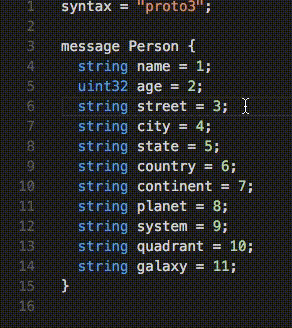 1 syntax = "proto3";
2
3 message Person {
4 string name = 1;
5 uint32 age = 2;
6 string street = 3;
7 string city = 4;
8 string state = 5;
9 string country = 6;
10 string continent = 7;
11 string planet = 8;
12 string system = 9;
13 string quadrant = 10;
14 string galaxy = 11;
15 }
16